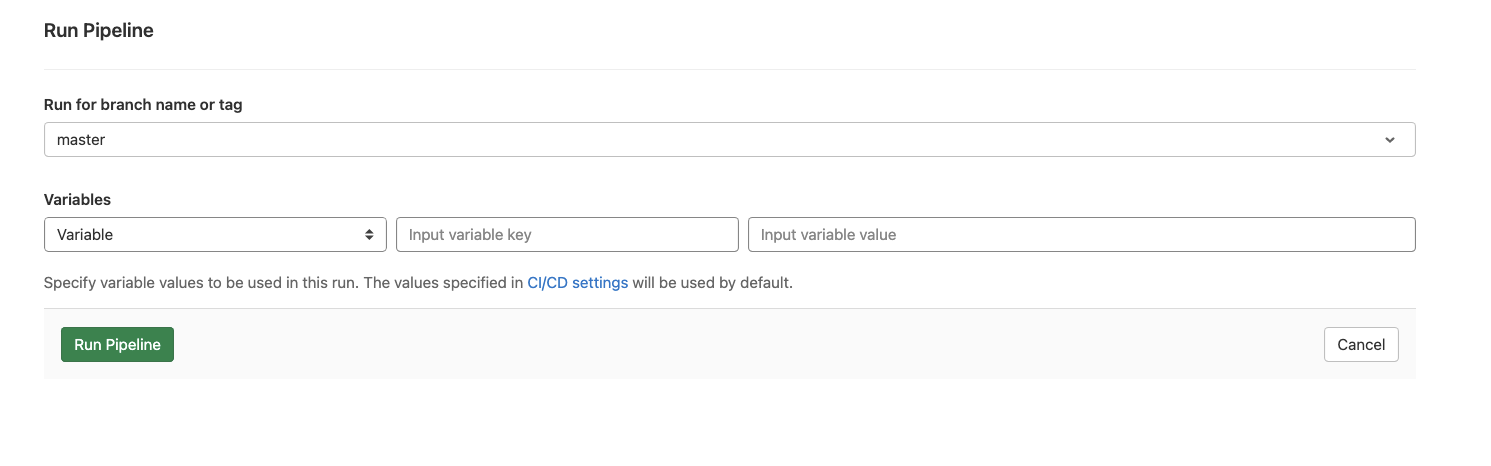 Run Pipeline
Run for branch name or tag
master
Variables
Variable Input variable key Input variable value
Specify variable values to be used in this run. The values specified in CI/CD settings will be used by default.
Run Pipeline Cancel